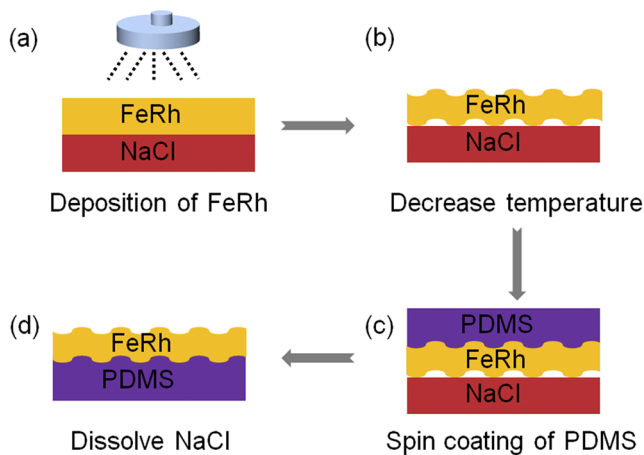 (a)
FeRh
NaCl
Deposition of FeRh
(b)
FeRh
NaCl
Decrease temperature
(c)
PDMS
FeRh
NaCl
Spin coating of PDMS
(d)
FeRh
PDMS
Dissolve NaCl